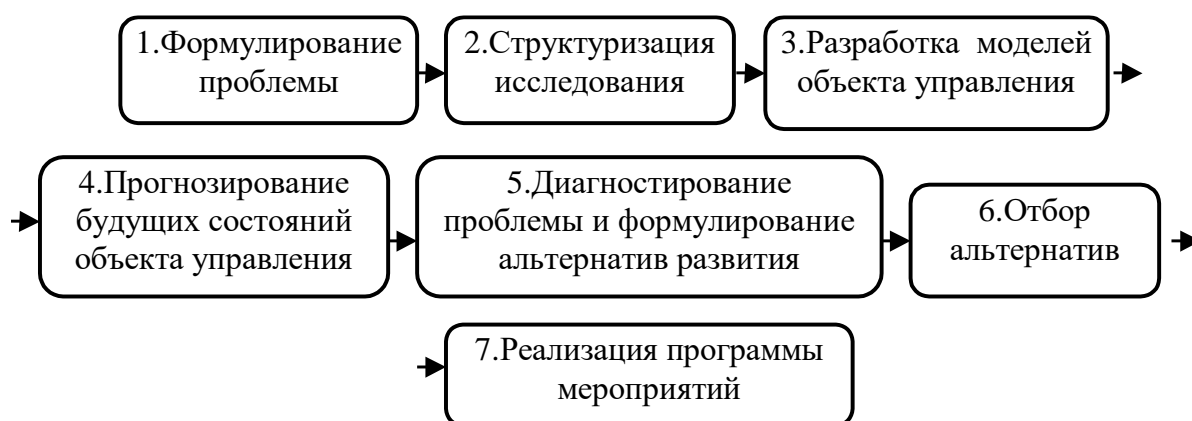 1.Формулирование
проблемы
2.Структуризация
исследования
3.Разработка моделей
объекта управления
4.Прогнозирование
будущих состояний
объекта управления
5.Диагностирование
проблемы и формулирование
альтернатив развития
6.Отбор
альтернатив
7.Реализация программы
мероприятий